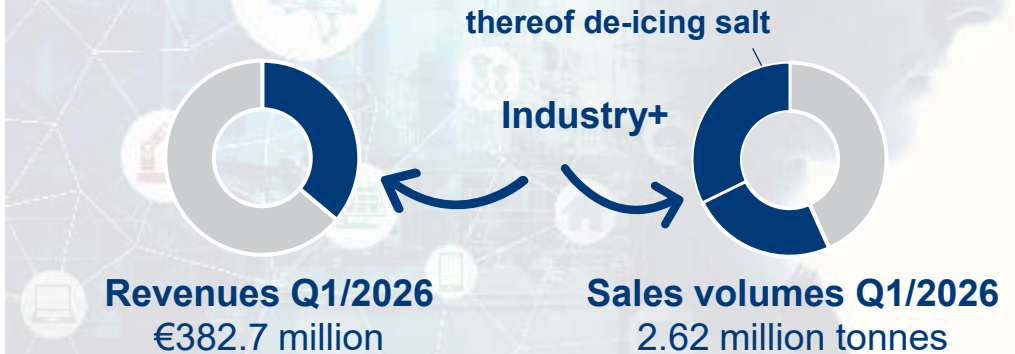 thereof de-icing salt
Industry+
Revenues Q1/2026
€382.7 million
Sales volumes Q1/2026
2.62 million tonnes